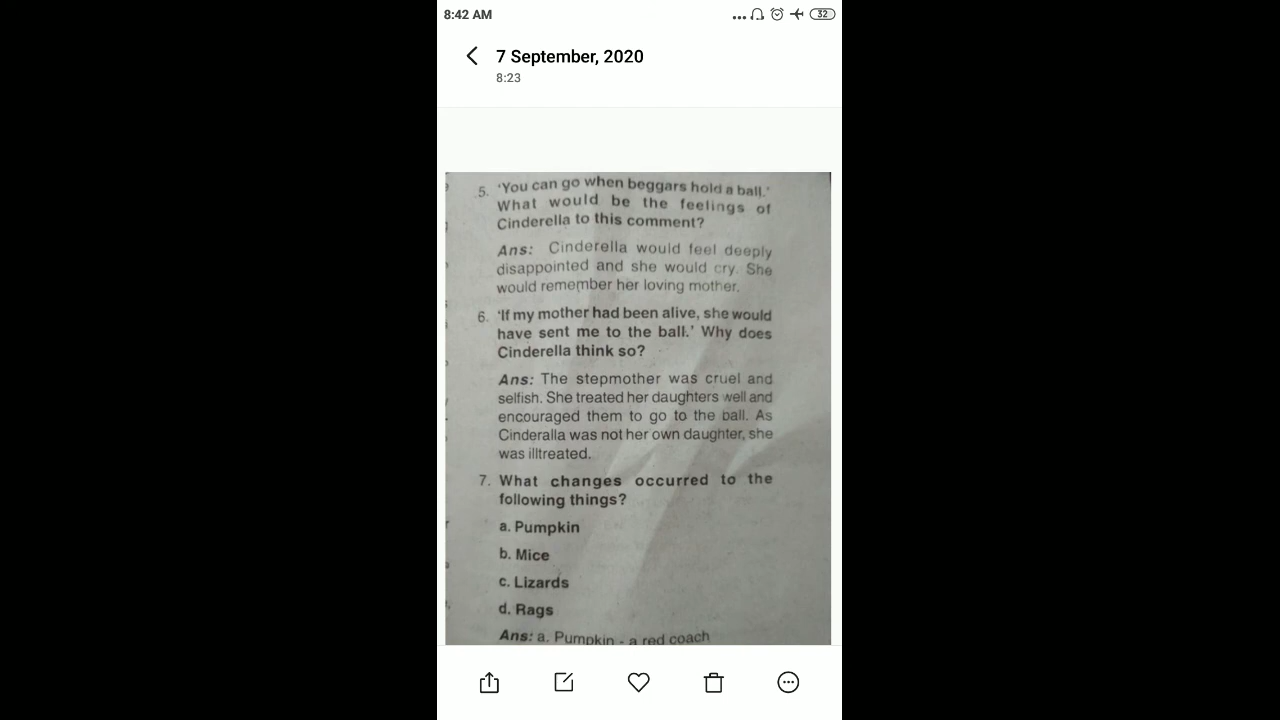 8:42 AM
32
7 September, 2020
8:23
5. 'You can go when beggars hold a ball.'
What would be the feelings of
Cinderella to this comment?
Ans: Cinderella would feel deeply
disappointed and she would cry. She
would remember her loving mother.
6. 'If my mother had been alive, she would
have sent me to the ball.' Why does
Cinderella think so?
Ans: The stepmother was cruel and
selfish. She treated her daughters well and
encouraged them to go to the ball. As
Cinderalla was not her own daughter, she
was illtreated.
7. What changes occurred to the
following things?
a. Pumpkin
b. Mice
c. Lizards
d. Rags
Ans: a. Pumpkin - a red coach